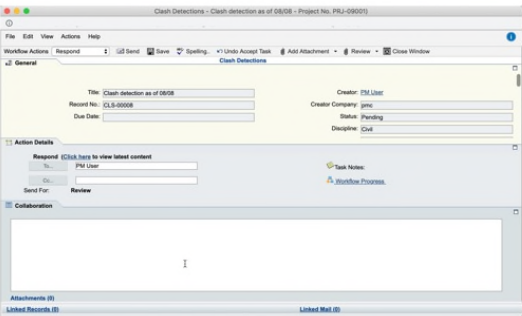 Clash Detections - Clash detection as of 08/08 - Project No. PRJ-09001)
File Edit View Actions Help
Workflow Actions Respond Send Save Spelling.. Undo Accept Task Add Attachment Review Close Window
General
Clash Detections
Title: Clash detection as of 08/08 Creator: PM User
Record No.: CLS-00008 Creator Company: pmc
Due Date: Status: Pending
Discipline: Civil
Action Details
Respond (Click here to view latest content
To... PM User Task Notes:
Cc... Workflow Progress
Send For: Review
Collaboration
Attachments (0)
Linked Records (0) Linked Mail (0)